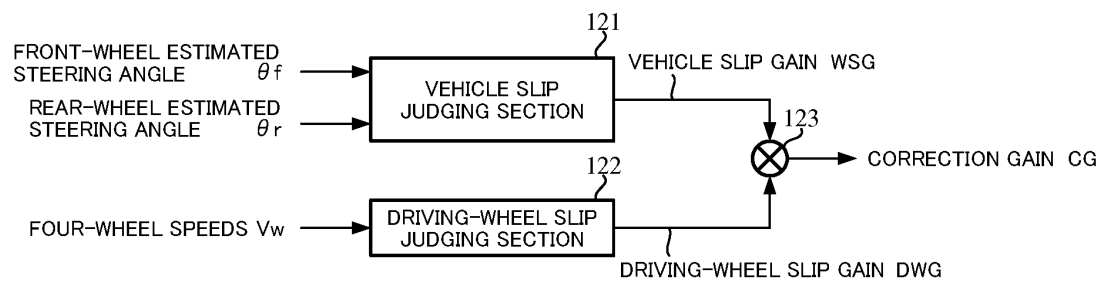 121
FRONT-WHEEL ESTIMATED
STEERING ANGLE θf
VEHICLE SLIP GAIN WSG
VEHICLE SLIP
JUDGING SECTION
REAR-WHEEL ESTIMATED
STEERING ANGLE θr
123
CORRECTION GAIN CG
122
FOUR-WHEEL SPEEDS Vw
DRIVING-WHEEL SLIP
JUDGING SECTION
DRIVING-WHEEL SLIP GAIN DWG